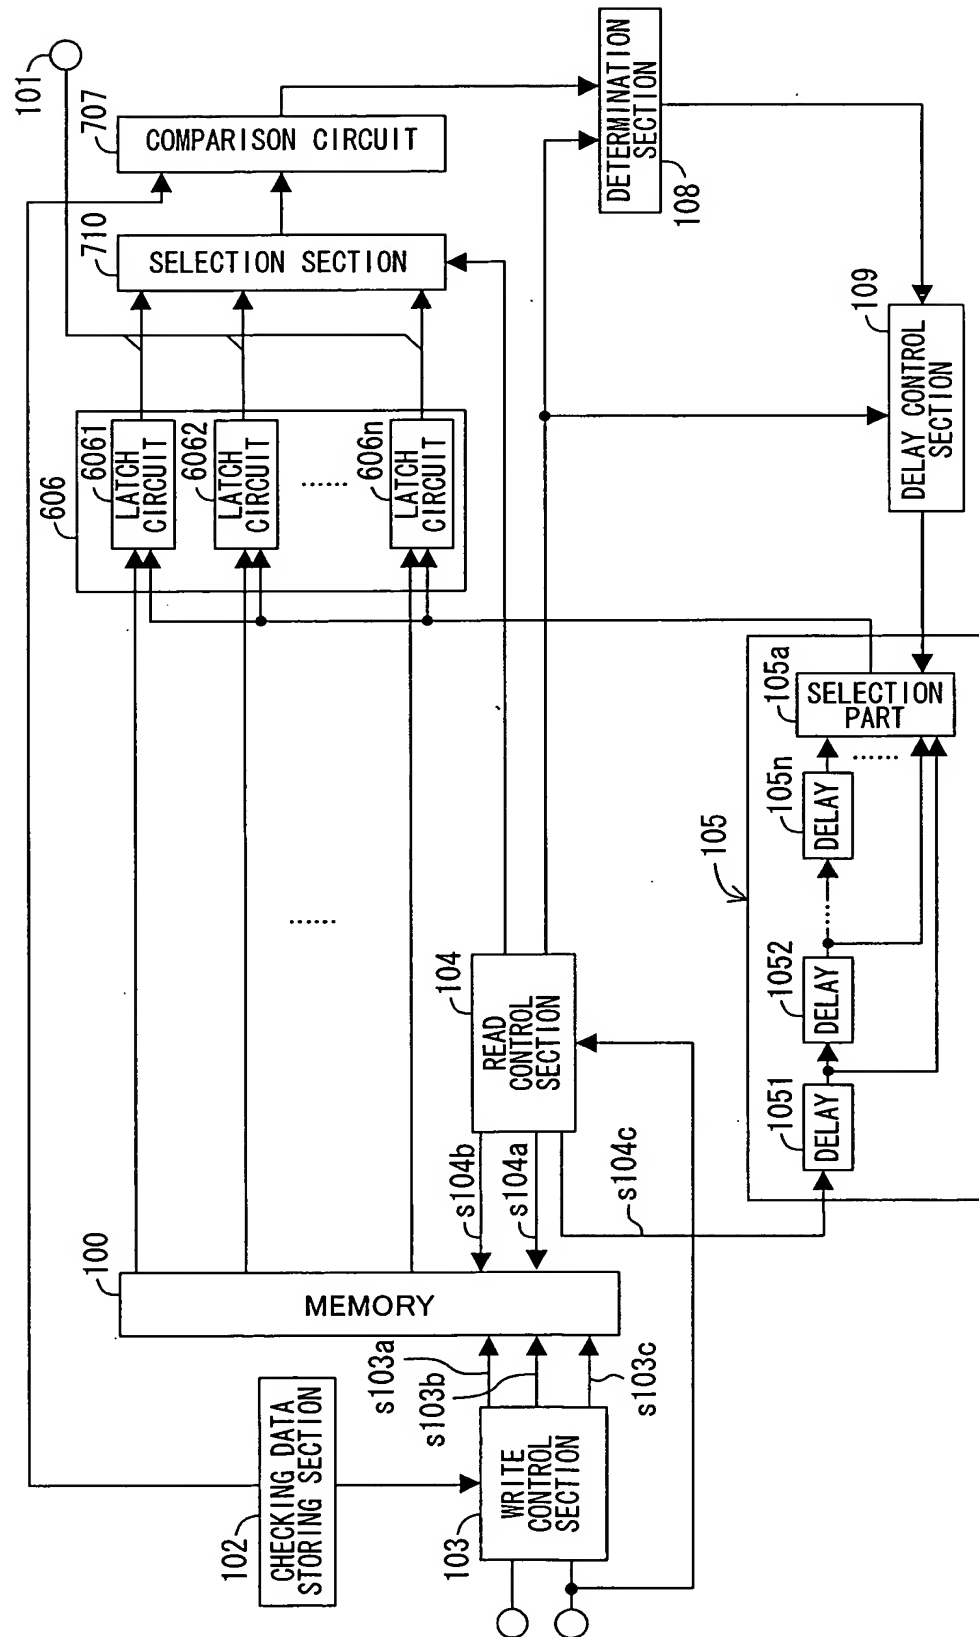 101
707
COMPARISON CIRCUIT
710
SELECTION SECTION
606
6061
LATCH
CIRCUIT
6062
LATCH
CIRCUIT
......
606n
LATCH
CIRCUIT
DETERMINATION
SECTION
108
109
DELAY CONTROL
SECTION
105
105a
SELECTION
PART
......
105n
DELAY
......
1052
DELAY
1051
DELAY
......
104
READ
CONTROL
SECTION
s104b
s104a
s104c
100
MEMORY
s103a
s103b
s103c
102
CHECKING DATA
STORING SECTION
103
WRITE
CONTROL
SECTION